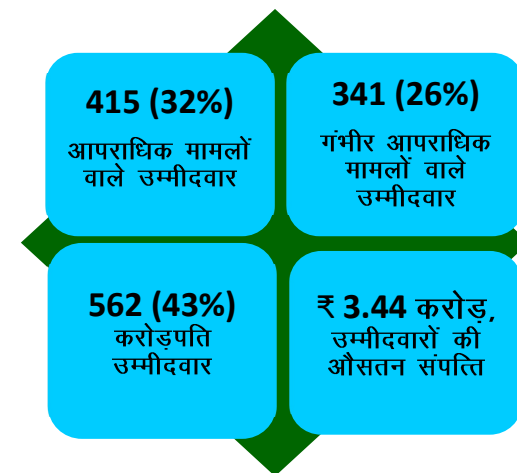 415 (32%)
आपराधिक मामलों
वाले उम्मीदवार
341 (26%)
गंभीर आपराधिक
मामलों वाले
उम्मीदवार
562 (43%)
करोड़पति
उम्मीदवार
₹ 3.44 करोड़,
उम्मीदवारों की
औसतन संपत्ति